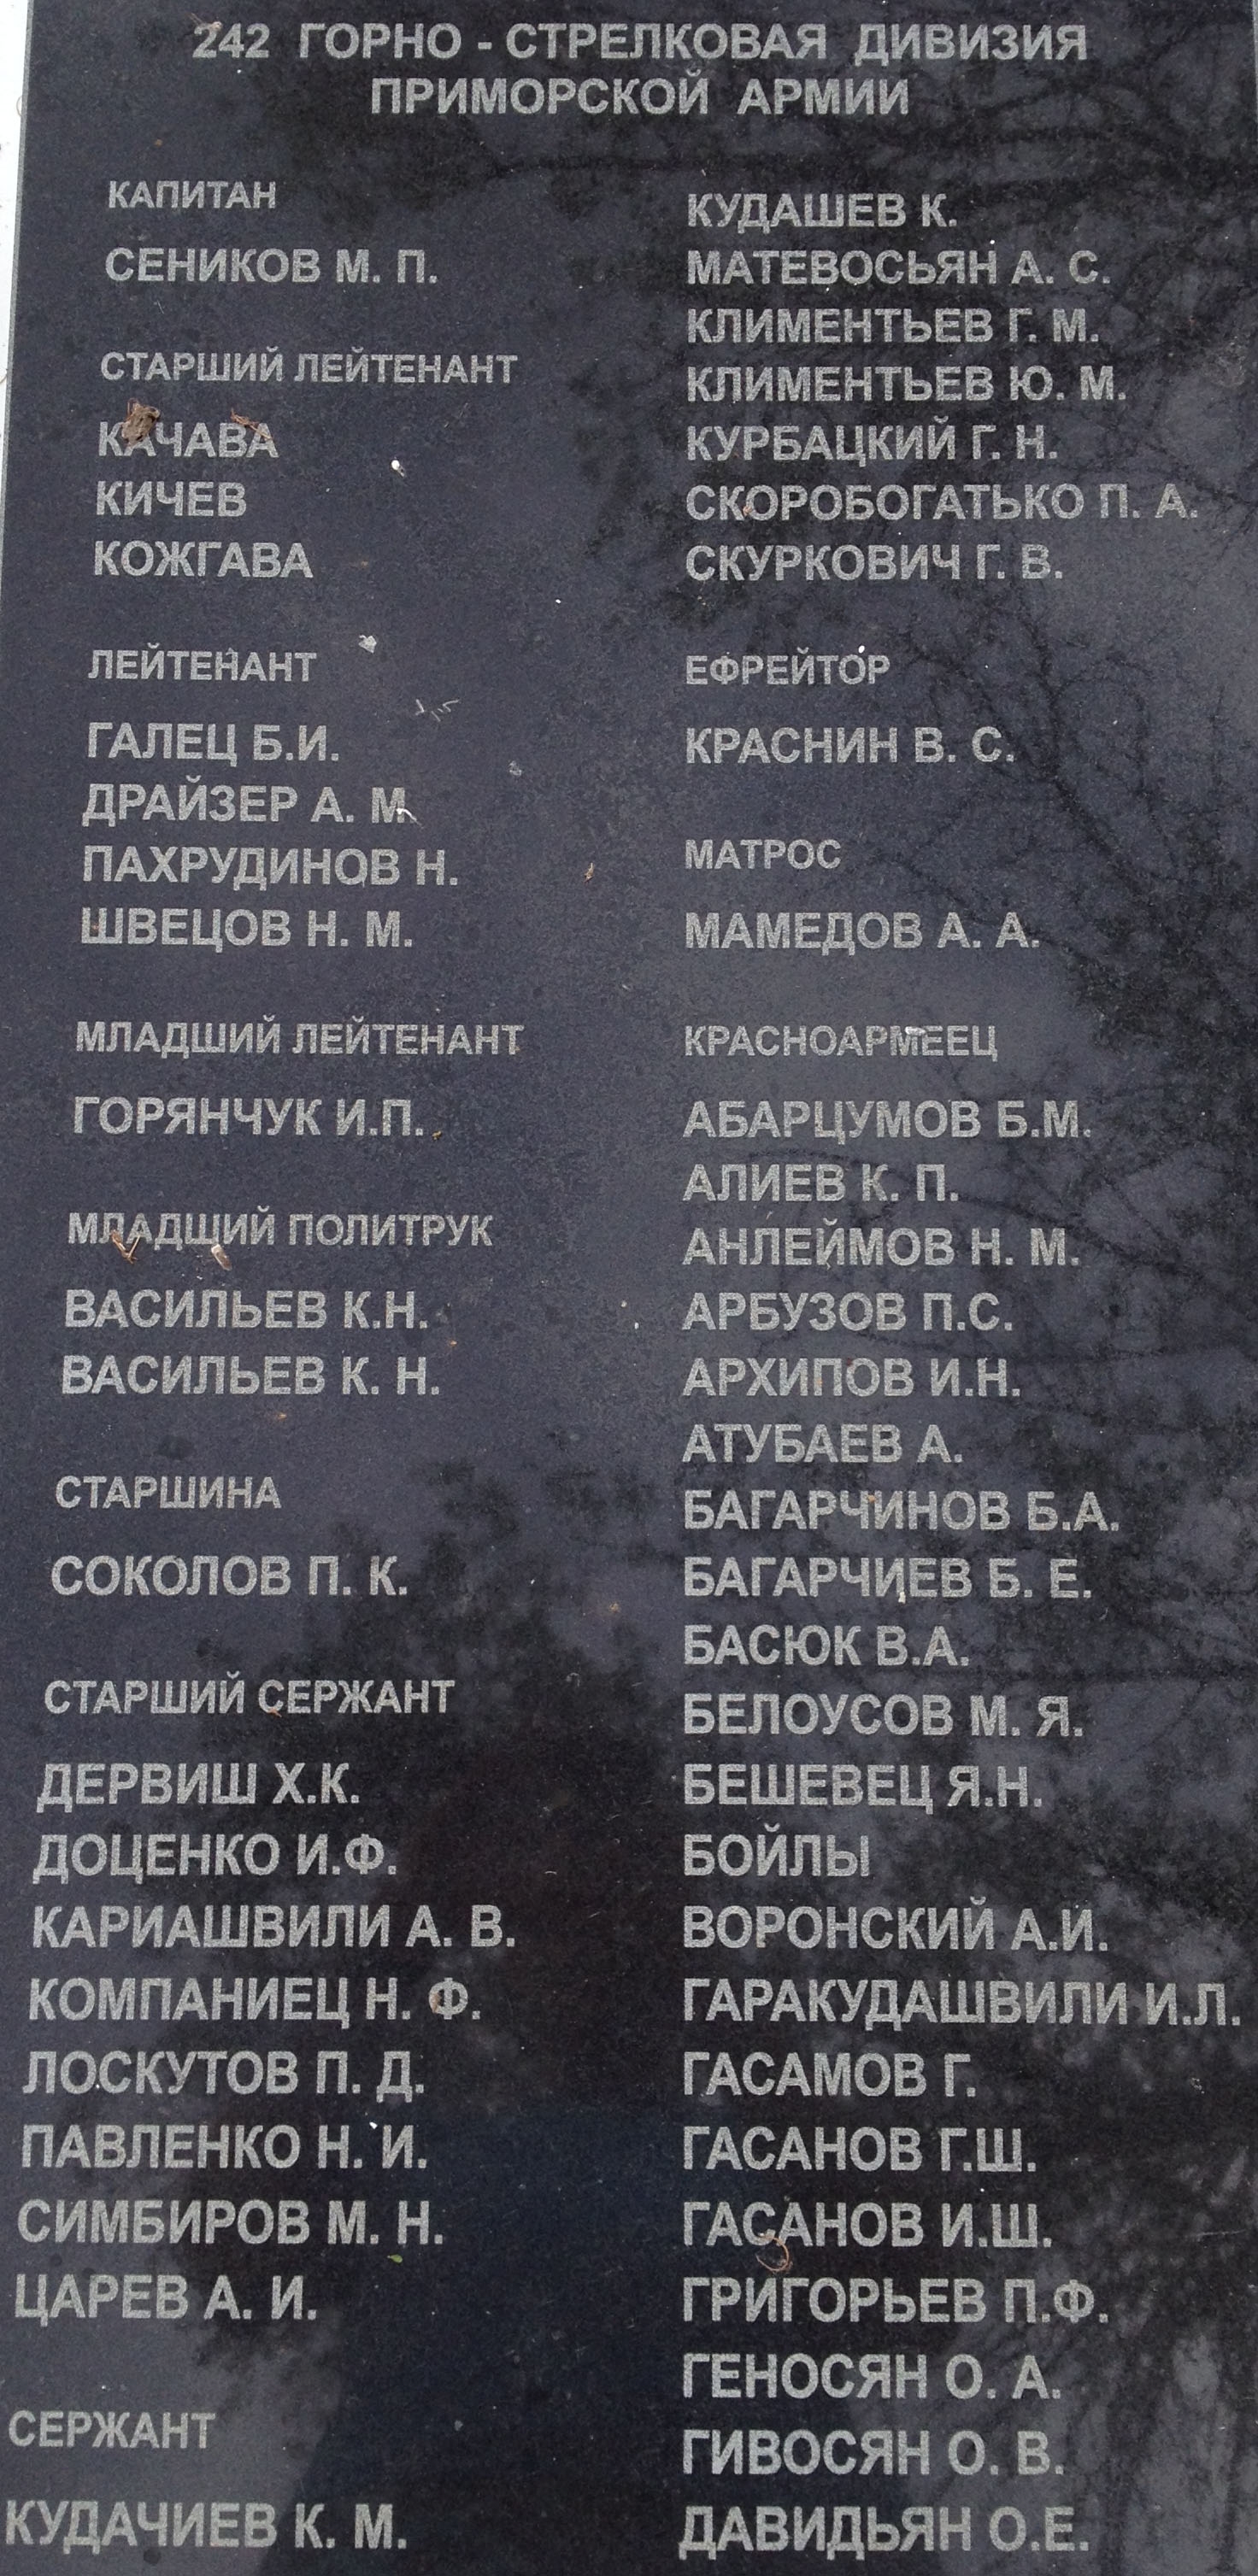 242 ГОРНО - СТРЕЛКОВАЯ ДИВИЗИЯ
ПРИМОРСКОЙ АРМИИ
КАПИТАН
СЕНИКОВ М. П.
СТАРШИЙ ЛЕЙТЕНАНТ
КАЧАВА
КИЧЕВ
КОЖГАВА
ЛЕЙТЕНАНТ
ГАЛЕЦ Б.И.
ДРАЙЗЕР А. М.
ПАХРУДИНОВ Н.
ШВЕЦОВ Н. М.
МЛАДШИЙ ЛЕЙТЕНАНТ
ГОРЯНЧУК И.П.
МЛАДШИЙ ПОЛИТРУК
ВАСИЛЬЕВ К.Н.
ВАСИЛЬЕВ К. Н.
СТАРШИНА
СОКОЛОВ П. К.
СТАРШИЙ СЕРЖАНТ
ДЕРВИШ Х.К.
ДОЦЕНКО И.Ф.
КАРИАШВИЛИ А. В.
КОМПАНИЕЦ Н. Ф.
ЛОСКУТОВ П. Д.
ПАВЛЕНКО Н. И.
СИМБИРОВ М. Н.
ЦАРЕВ А. И.
СЕРЖАНТ
КУДАЧИЕВ К. М.
КУДАШЕВ К.
МАТЕВОСЬЯН А. С.
КЛИМЕНТЬЕВ Г. М.
КЛИМЕНТЬЕВ Ю. М.
КУРБАЦКИЙ Г. Н.
СКОРОБОГАТЬКО П. А.
СКУРКОВИЧ Г. В.
ЕФРЕЙТОР
КРАСНИН В. С.
МАТРОС
МАМЕДОВ А. А.
КРАСНОАРМЕЕЦ
АБАРЦУМОВ Б.М.
АЛИЕВ К. П.
АНЛЕЙМОВ Н. М.
АРБУЗОВ П.С.
АРХИПОВ И.Н.
АТУБАЕВ А.
БАГАРЧИНОВ Б.А.
БАГАРЧИЕВ Б. Е.
БАСЮК В.А.
БЕЛОУСОВ М. Я.
БЕШЕВЕЦ Я.Н.
БОЙЛЫ
ВОРОНСКИЙ А.И.
ГАРАКУДАШВИЛИ И.Л.
ГАСАМОВ Г.
ГАСАНОВ Г.Ш.
ГАСАНОВ И.Ш.
ГРИГОРЬЕВ П.Ф.
ГЕНОСЯН О. А.
ГИВОСЯН О. В.
ДАВИДЬЯН О.Е.